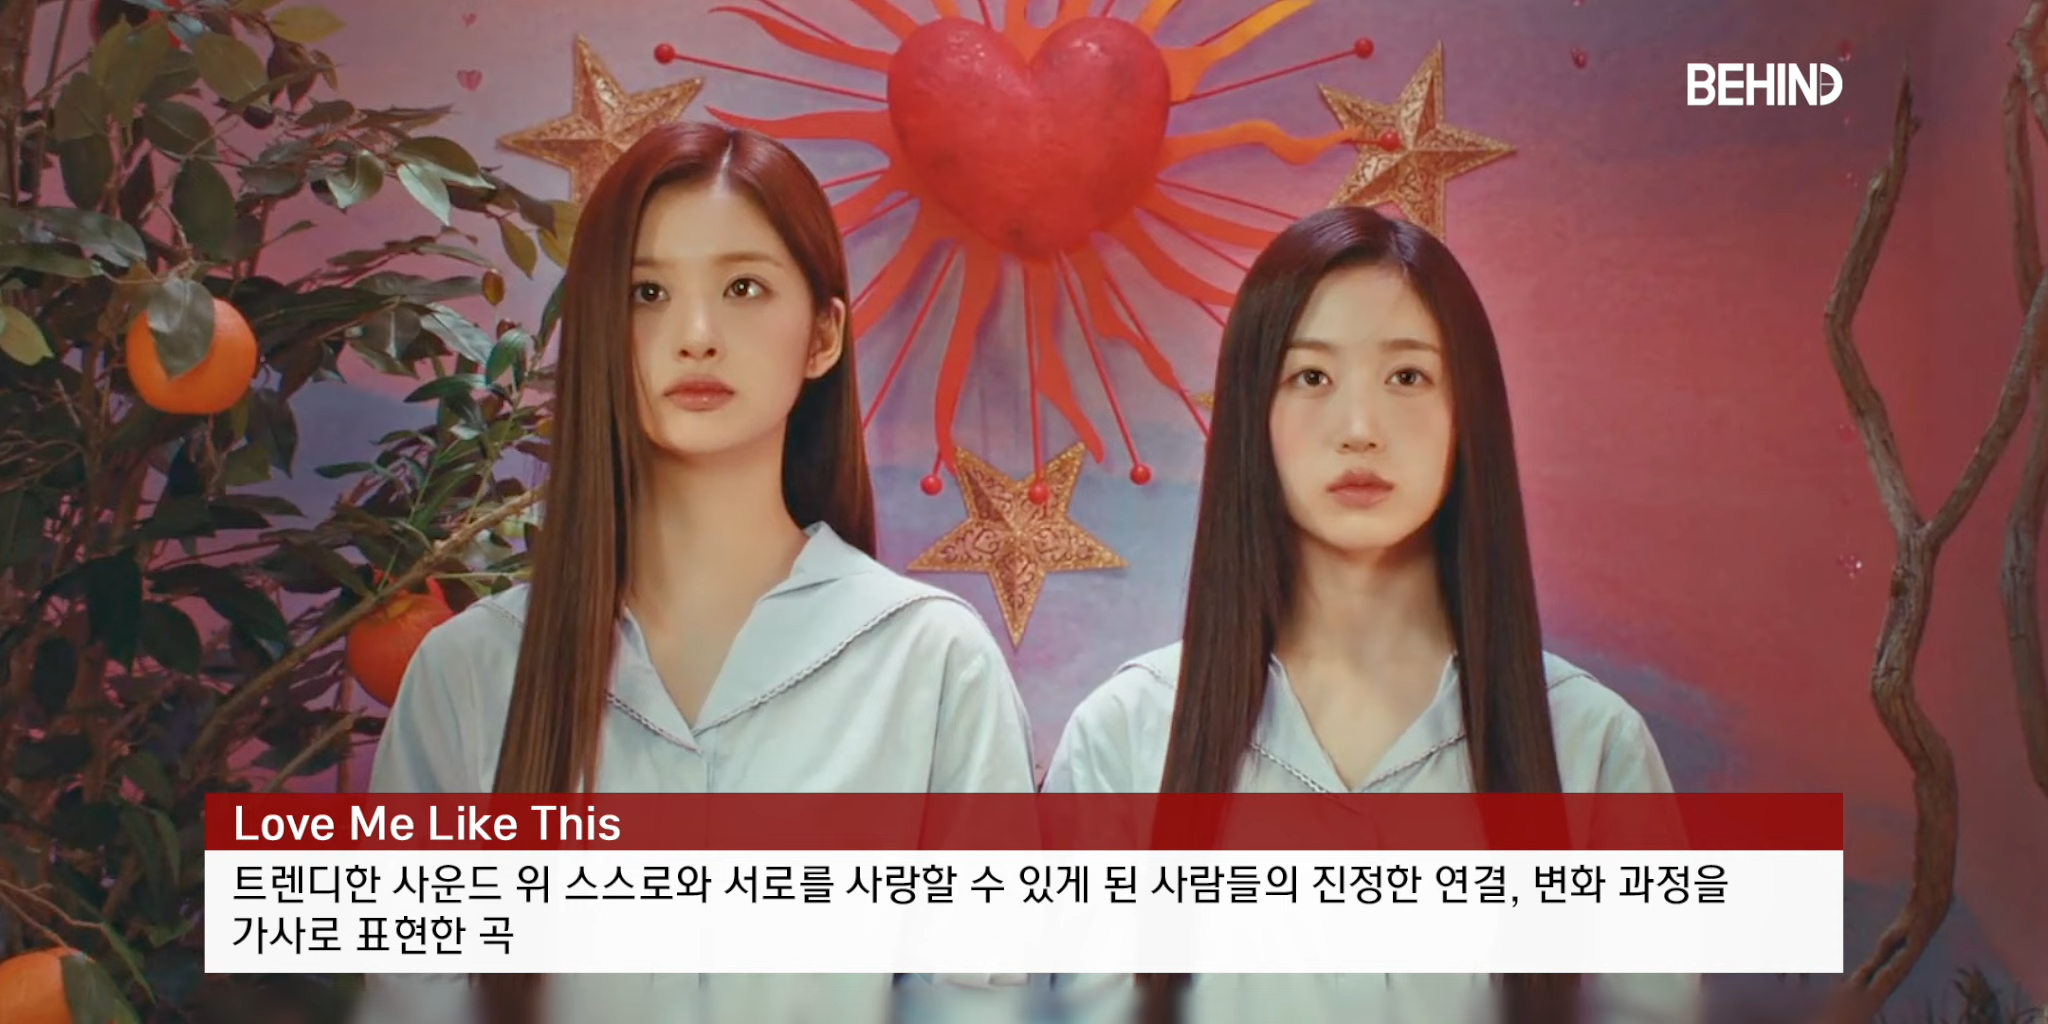 BEHIND
Love Me Like This
트렌디한 사운드 위 스스로와 서로를 사랑할 수 있게 된 사람들의 진정한 연결, 변화 과정을
가사로 표현한 곡